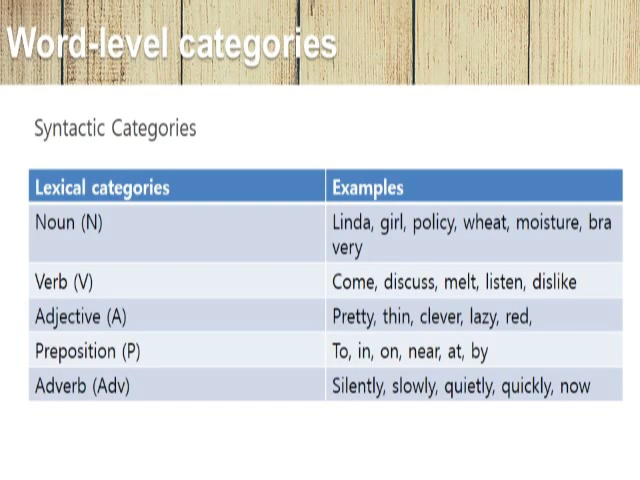 Word-level categories
Syntactic Categories
Lexical categories Examples
Noun (N) Linda, girl, policy, wheat, moisture, bra
very
Verb (V) Come, discuss, melt, listen, dislike
Adjective (A) Pretty, thin, clever, lazy, red,
Preposition (P) To, in, on, near, at, by
Adverb (Adv) Silently, slowly, quietly, quickly, now